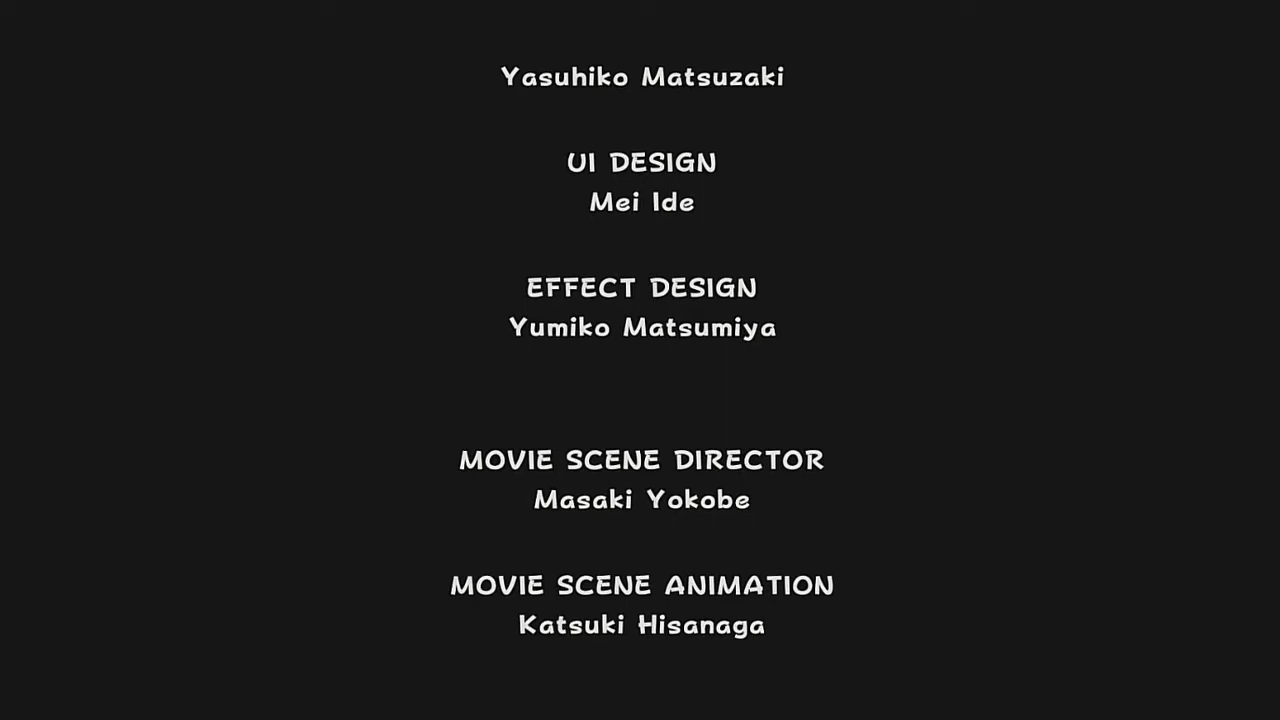 Yasuhiko Matsuzaki
UI DESIGN
Mei Ide
EFFECT DESIGN
Yumiko Matsumiya
MOVIE SCENE DIRECTOR
Masaki Yokobe
MOVIE SCENE ANIMATION
Katsuki Hisanaga